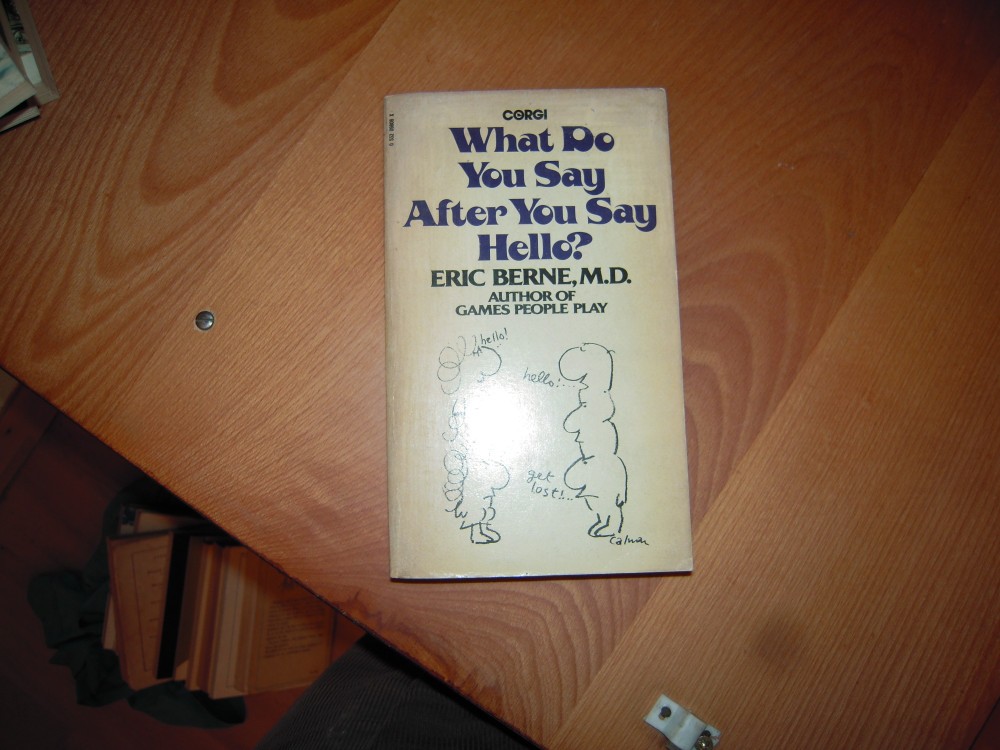 CORGI
What Do
You Say
After You Say
Hello?
ERIC BERNE, M.D.
AUTHOR OF
GAMES PEOPLE PLAY
hello!
hello!...
get
lost!!...
Calman